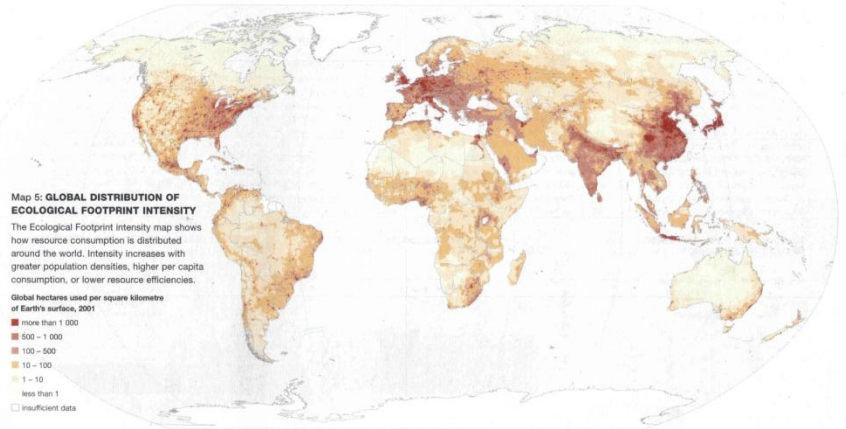 Map 5: GLOBAL DISTRIBUTION OF
ECOLOGICAL FOOTPRINT INTENSITY
The Ecological Footprint intensity map shows
how resource consumption is distributed
around the world. Intensity increases with
greater population densities, higher per capita
consumption, or lower resource efficiencies.
Global hectares used per square kilometre
of Earth's surface, 2001
more than 1 000
500 – 1 000
100 – 500
10 – 100
1 – 10
less than 1
insufficient data